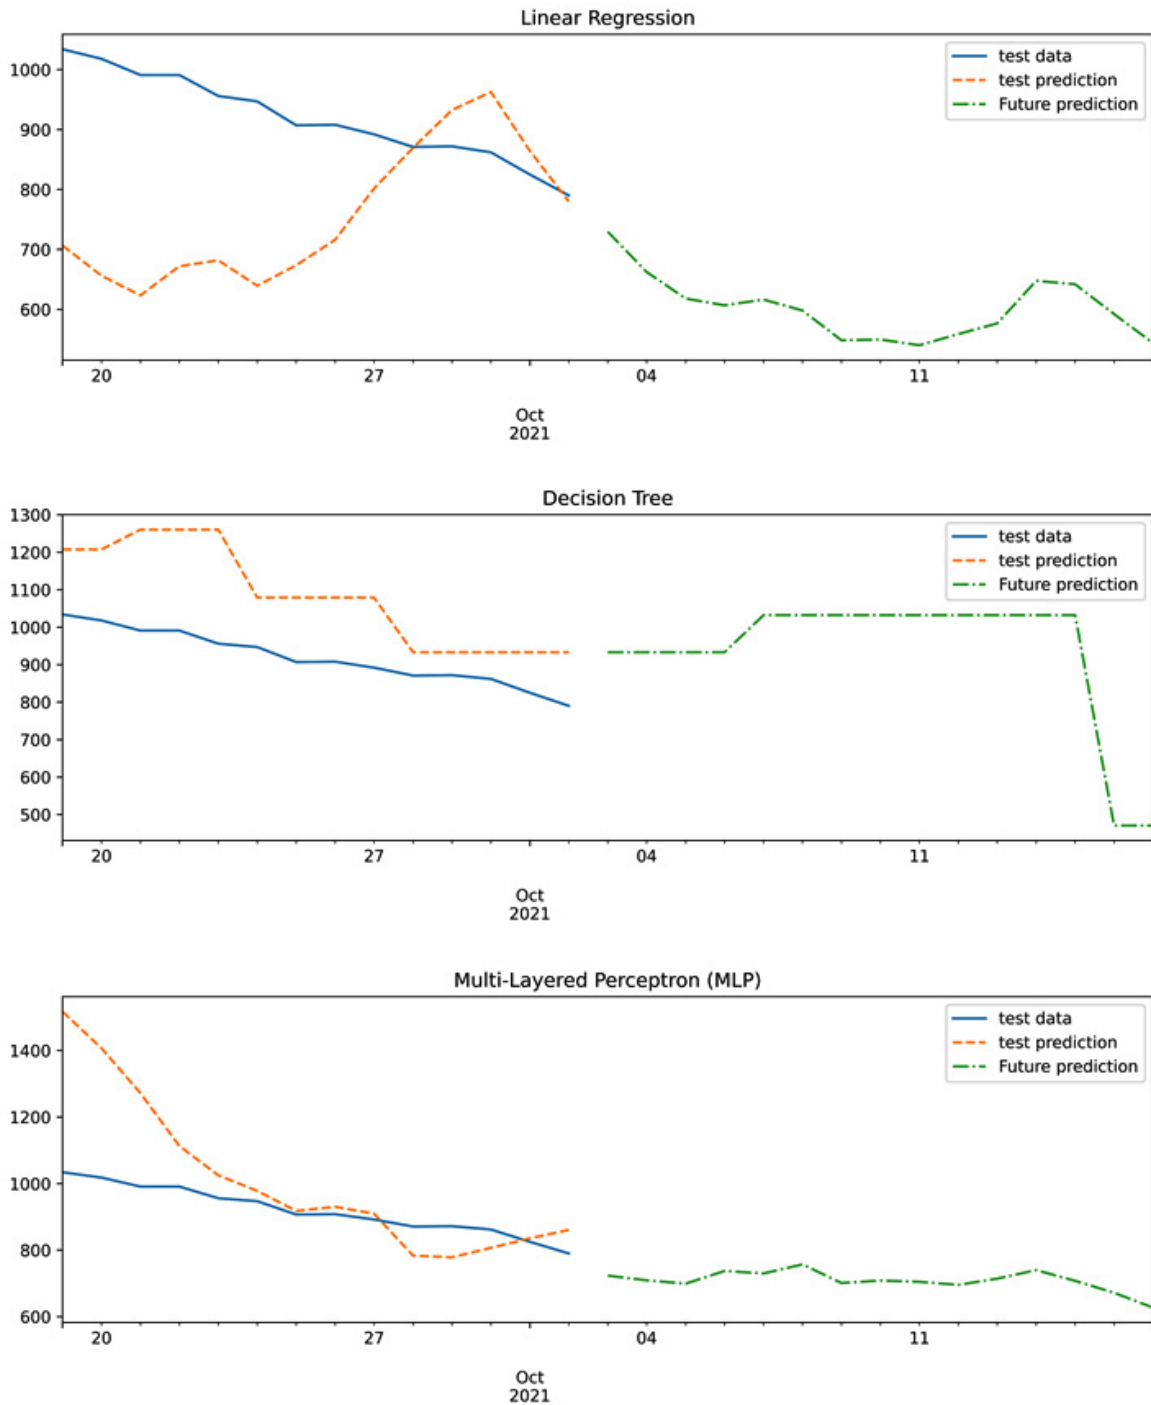 Linear Regression
test data
test prediction
Future prediction
1000
900
800
700
600
20 27 04 11
Oct
2021
Decision Tree
test data
test prediction
Future prediction
1300
1200
1100
1000
900
800
700
600
500
20 27 04 11
Oct
2021
Multi-Layered Perceptron (MLP)
test data
test prediction
Future prediction
1400
1200
1000
800
600
20 27 04 11
Oct
2021